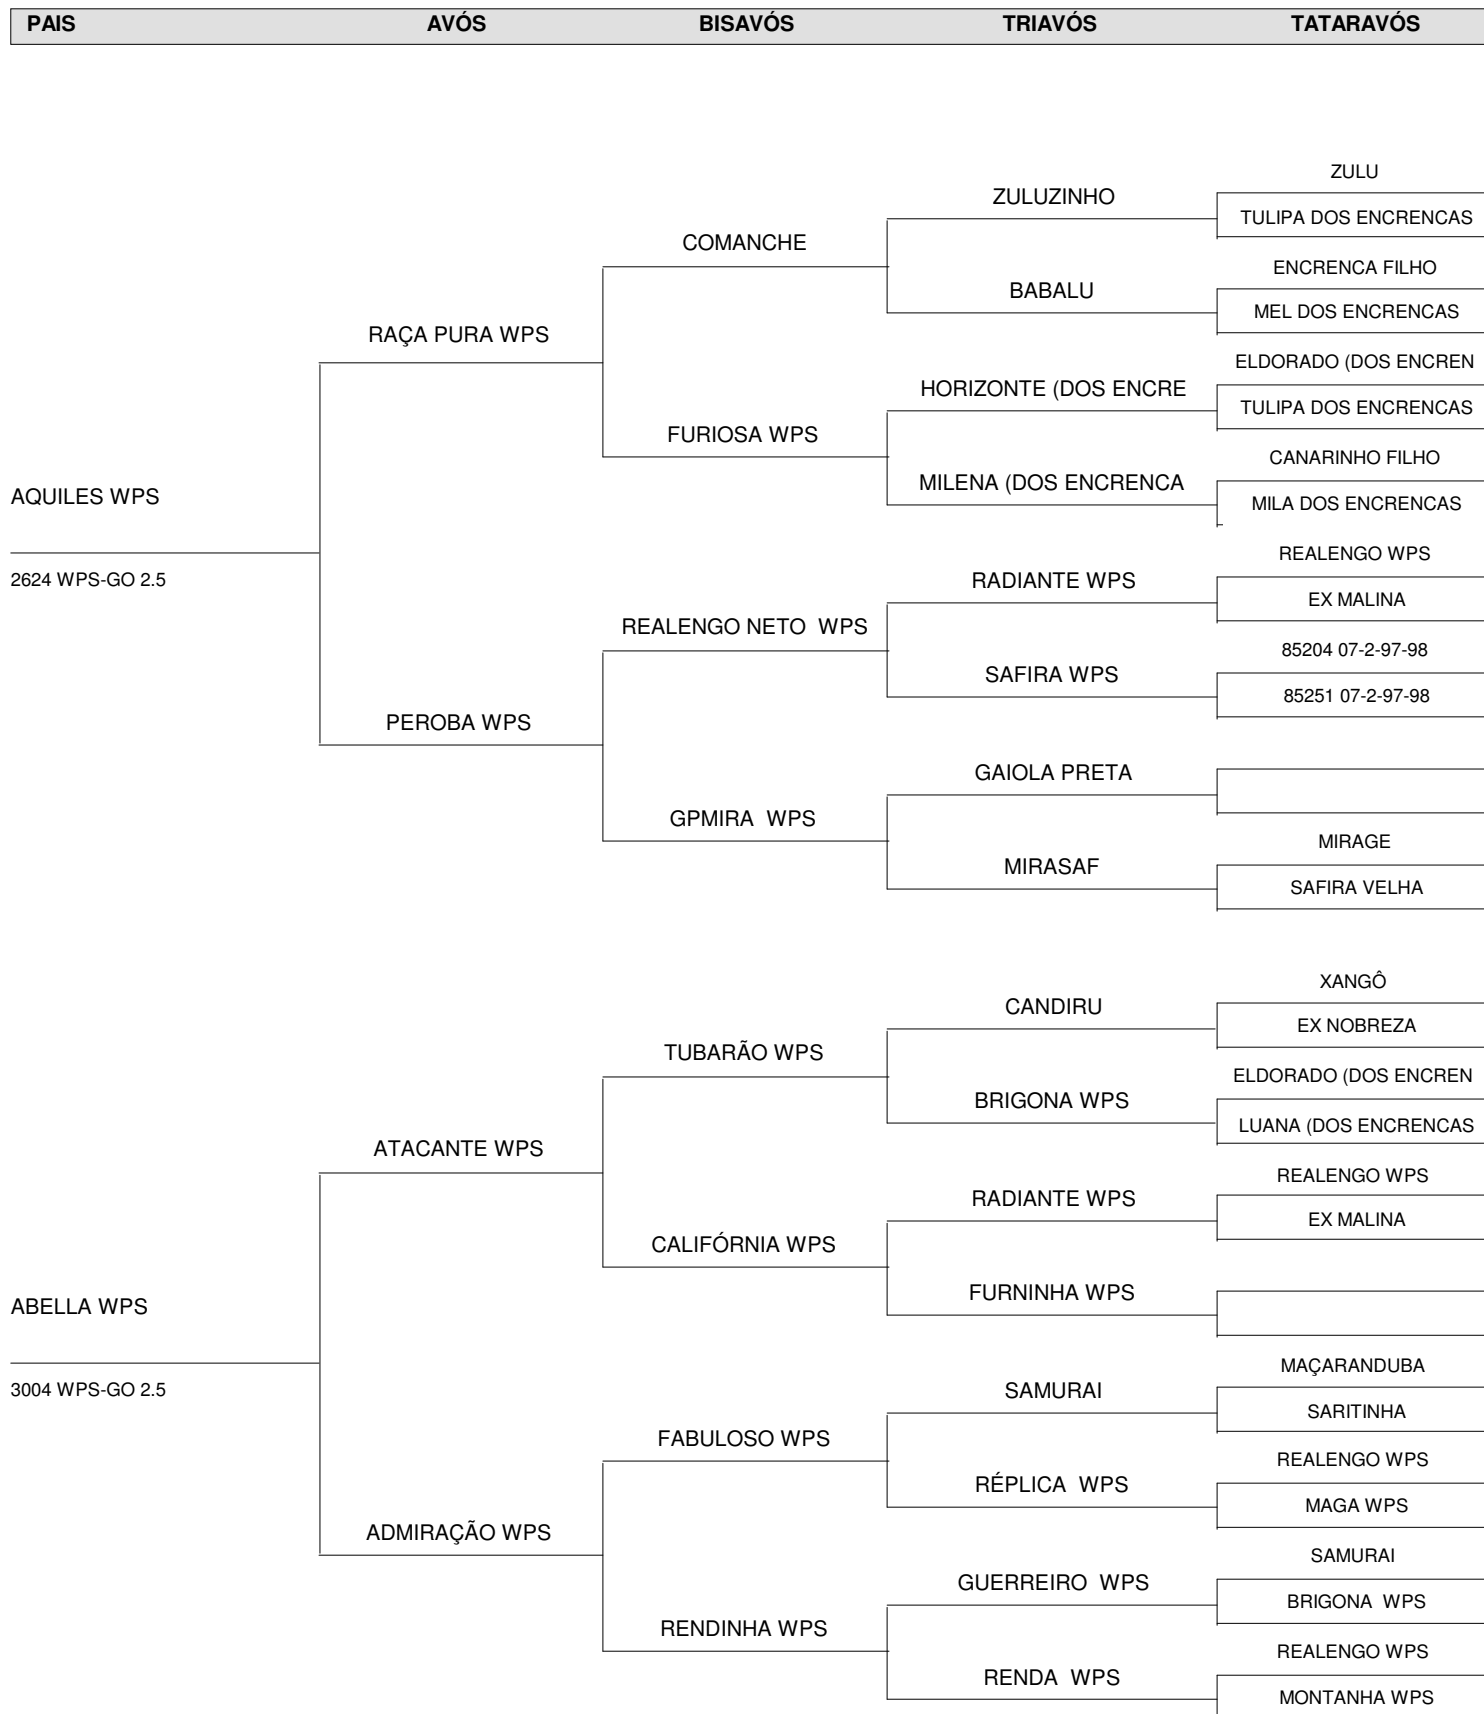 PAIS AVÓS BISAVÓS TRIAVÓS TATARAVÓS
ZULU
ZULUZINHO
TULIPA DOS ENCRENCAS
COMANCHE
ENCRENCA FILHO
BABALU
MEL DOS ENCRENCAS
RAÇA PURA WPS
ELDORADO (DOS ENCREN
HORIZONTE (DOS ENCRE
TULIPA DOS ENCRENCAS
FURIOSA WPS
CANARINHO FILHO
MILENA (DOS ENCRENCA
MILA DOS ENCRENCAS
AQUILES WPS
2624 WPS-GO 2.5
REALENGO WPS
RADIANTE WPS
EX MALINA
REALENGO NETO WPS
85204 07-2-97-98
SAFIRA WPS
85251 07-2-97-98
PEROBA WPS
GAIOLA PRETA
GPMIRA WPS
MIRAGE
MIRASAF
SAFIRA VELHA
XANGÔ
CANDIRU
EX NOBREZA
TUBARÃO WPS
ELDORADO (DOS ENCREN
BRIGONA WPS
LUANA (DOS ENCRENCAS
ATACANTE WPS
REALENGO WPS
RADIANTE WPS
EX MALINA
CALIFÓRNIA WPS
FURNINHA WPS
ABELLA WPS
3004 WPS-GO 2.5
MAÇARANDUBA
SAMURAI
SARITINHA
FABULOSO WPS
REALENGO WPS
RÉPLICA WPS
MAGA WPS
ADMIRAÇÃO WPS
SAMURAI
GUERREIRO WPS
BRIGONA WPS
RENDINHA WPS
REALENGO WPS
RENDA WPS
MONTANHA WPS